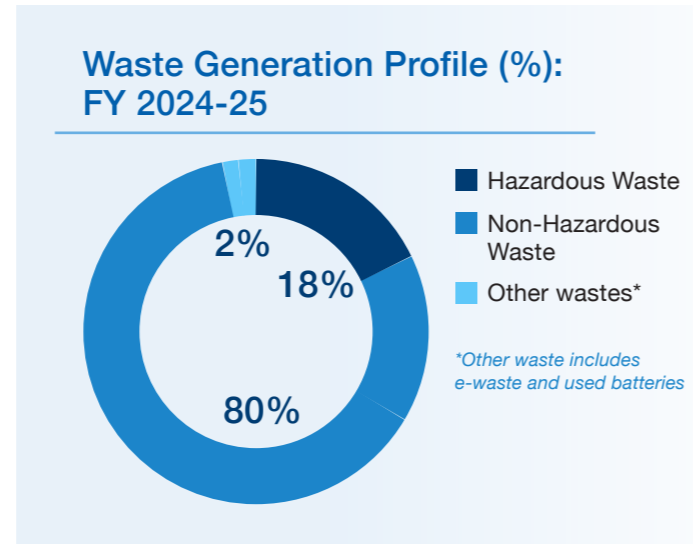 Waste Generation Profile (%):
FY 2024-25
2%
18%
80%
Hazardous Waste
Non-Hazardous
Waste
Other wastes*
*Other waste includes
e-waste and used batteries